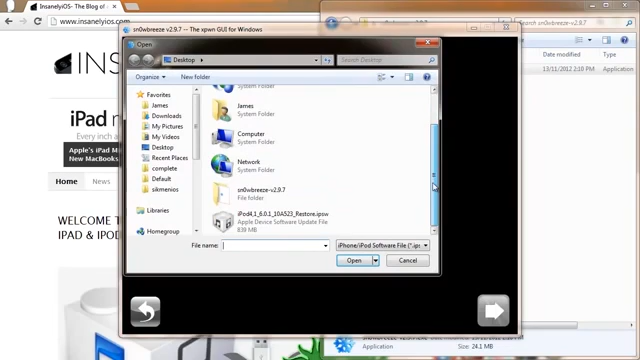 InsanelyiOS- The Blog of A
www.insanelyios.com
INSA
iPad m
Every inch a
Apple's iPad M
New MacBooks
Home
News
WELCOME T
IPAD & IPOD
sn0wbreeze v2.9.7 -- The xpwn GUI for Windows
Open
Desktop
Search Desktop
Organize
New folder
Favorites
James
Downloads
My Pictures
My Videos
Desktop
Recent Places
complete
Default
sikmenios
Libraries
Homegroup
System Folder
James
System Folder
Computer
System Folder
Network
System Folder
sn0wbreeze-v2.9.7
File folder
iPod4,1_6.0.1_10A523_Restore.ipsw
Apple Device Software Update File
839 MB
File name:
iPhone/iPod Software File (*.ips
Open
Cancel
Search sn0wbreeze-v2.9.7
Date modified
Type
13/11/2012 2:10 PM
Application
Application
Size: 24.1 MB